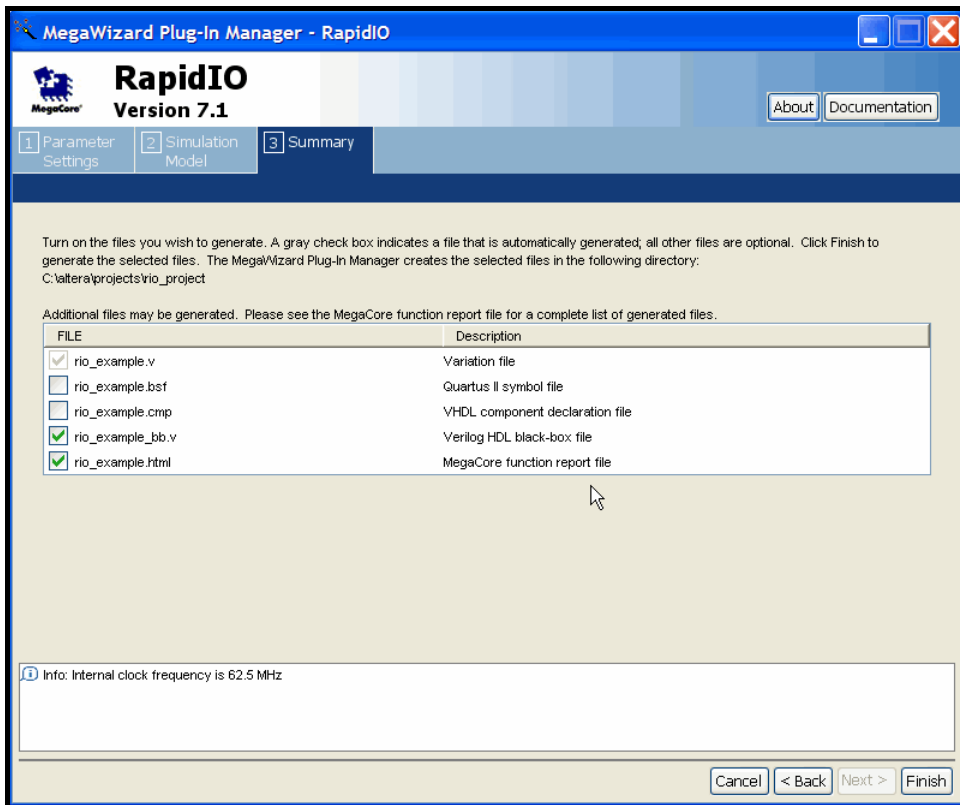 MegaWizard Plug-In Manager - RapidIO
MegaCore®
RapidIO
Version 7.1
About
Documentation
1 Parameter
Settings
2 Simulation
Model
3 Summary
Turn on the files you wish to generate. A gray check box indicates a file that is automatically generated; all other files are optional. Click Finish to
generate the selected files. The MegaWizard Plug-In Manager creates the selected files in the following directory:
C:\altera\projects\rio_project
Additional files may be generated. Please see the MegaCore function report file for a complete list of generated files.
FILE Description
rio_example.v Variation file
rio_example.bsf Quartus II symbol file
rio_example.cmp VHDL component declaration file
rio_example_bb.v Verilog HDL black-box file
rio_example.html MegaCore function report file
Info: Internal clock frequency is 62.5 MHz
Cancel < Back Next > Finish